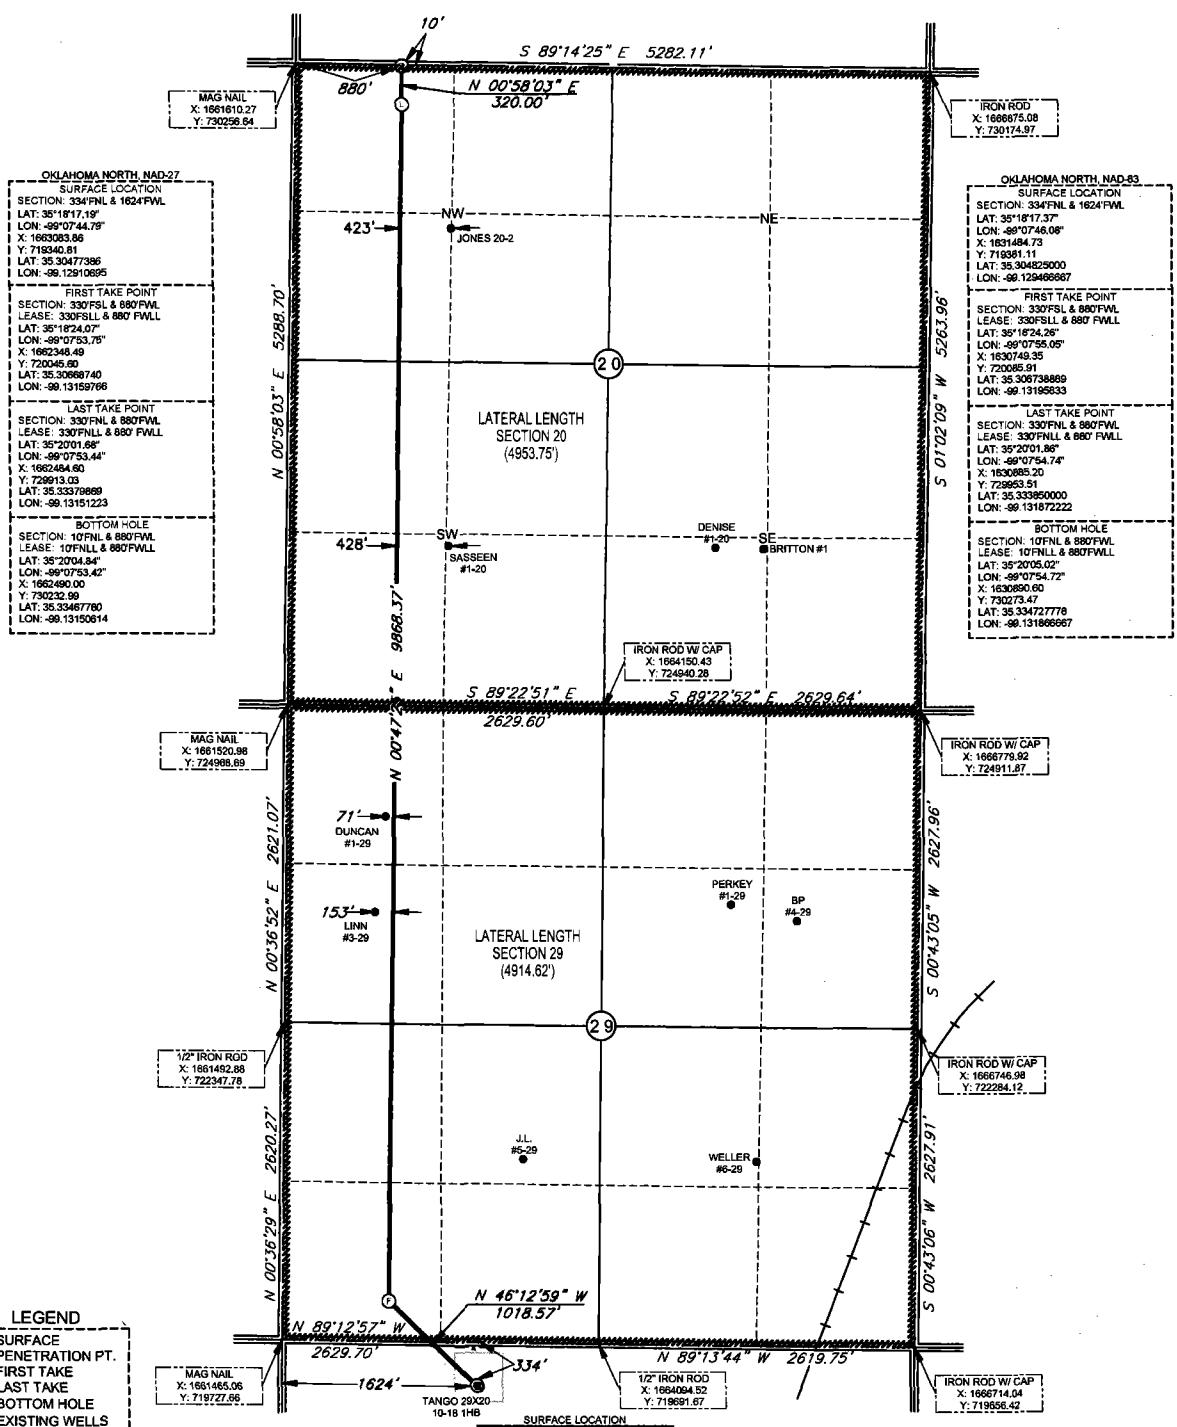 10'
S 89°14'25" E 5282.11'
880'
N 00°58'03" E
320.00'
MAG NAIL
X: 1661610.27
Y: 730256.64
IRON ROD
X: 1666875.08
Y: 730174.97
L
OKLAHOMA NORTH, NAD-27
SURFACE LOCATION
SECTION: 334'FNL & 1624'FWL
LAT: 35°18'17.19"
LON: -99°07'44.79"
X: 1663083.86
Y: 719340.81
LAT: 35.30477386
LON: -99.12910695
FIRST TAKE POINT
SECTION: 330'FSL & 880'FWL
LEASE: 330FSLL & 880' FWLL
LAT: 35°18'24.07"
LON: -99°07'53.75"
X: 1662348.49
Y: 720045.60
LAT: 35.30668740
LON: -99.13159766
LAST TAKE POINT
SECTION: 330'FNL & 880'FWL
LEASE: 330'FNLL & 880' FWLL
LAT: 35°20'01.68"
LON: -99°07'53.44"
X: 1662484.60
Y: 729913.03
LAT: 35.33379869
LON: -99.13151223
BOTTOM HOLE
SECTION: 10'FNL & 880'FWL
LEASE: 10'FNLL & 880'FWLL
LAT: 35°20'04.84"
LON: -99°07'53.42"
X: 1662490.00
Y: 730232.99
LAT: 35.33467760
LON: -99.13150614
OKLAHOMA NORTH, NAD-83
SURFACE LOCATION
SECTION: 334'FNL & 1624'FWL
LAT: 35°18'17.37"
LON: -99°07'46.08"
X: 1631484.73
Y: 719381.11
LAT: 35.304825000
LON: -99.129466667
FIRST TAKE POINT
SECTION: 330'FSL & 880'FWL
LEASE: 330'FSLL & 880' FWLL
LAT: 35°18'24.26"
LON: -99°07'55.05"
X: 1630749.35
Y: 720085.91
LAT: 35.306738889
LON: -99.13195833
LAST TAKE POINT
SECTION: 330'FNL & 880'FWL
LEASE: 330'FNLL & 880' FWLL
LAT: 35°20'01.86"
LON: -99°07'54.74"
X: 1630885.20
Y: 729953.51
LAT: 35.333850000
LON: -99.131872222
BOTTOM HOLE
SECTION: 10'FNL & 880'FWL
LEASE: 10'FNLL & 880'FWLL
LAT: 35°20'05.02"
LON: -99°07'54.72"
X: 1630890.60
Y: 730273.47
LAT: 35.334727778
LON: -99.131866667
NW
NE
423'
JONES 20-2
N 00°58'03" E 5288.70'
S 01°02'09" W 5263.96'
20
LATERAL LENGTH
SECTION 20
(4953.75')
SW
428'
SASSEEN
#1-20
DENISE
#1-20
SE
BRITTON #1
9868.37'
IRON ROD W/ CAP
X: 1664150.43
Y: 724940.28
S 89°22'51" E
2629.60'
S 89°22'52" E 2629.64'
MAG NAIL
X: 1661520.98
Y: 724968.69
IRON ROD W/ CAP
X: 1666779.92
Y: 724911.87
71'
DUNCAN
#1-29
N 00°36'52" E 2621.07'
S 00°43'05" W 2627.96'
153'
LINN
#3-29
PERKEY
#1-29
BP
#4-29
LATERAL LENGTH
SECTION 29
(4914.62')
29
1/2" IRON ROD
X: 1661492.88
Y: 722347.78
IRON ROD W/ CAP
X: 1666746.98
Y: 722284.12
J.L.
#5-29
WELLER
#6-29
N 00°36'29" E 2620.27'
S 00°43'06" W 2627.91'
F
N 46°12'59" W
1018.57'
N 89°12'57" W
2629.70'
N 89°13'44" W 2619.75'
334'
1624'
MAG NAIL
X: 1661465.06
Y: 719727.66
TANGO 29X20
10-18 1HB
1/2" IRON ROD
X: 1664094.52
Y: 719691.67
IRON ROD W/ CAP
X: 1666714.04
Y: 719656.42
SURFACE LOCATION
LEGEND
SURFACE
PENETRATION PT.
FIRST TAKE
LAST TAKE
BOTTOM HOLE
EXISTING WELLS